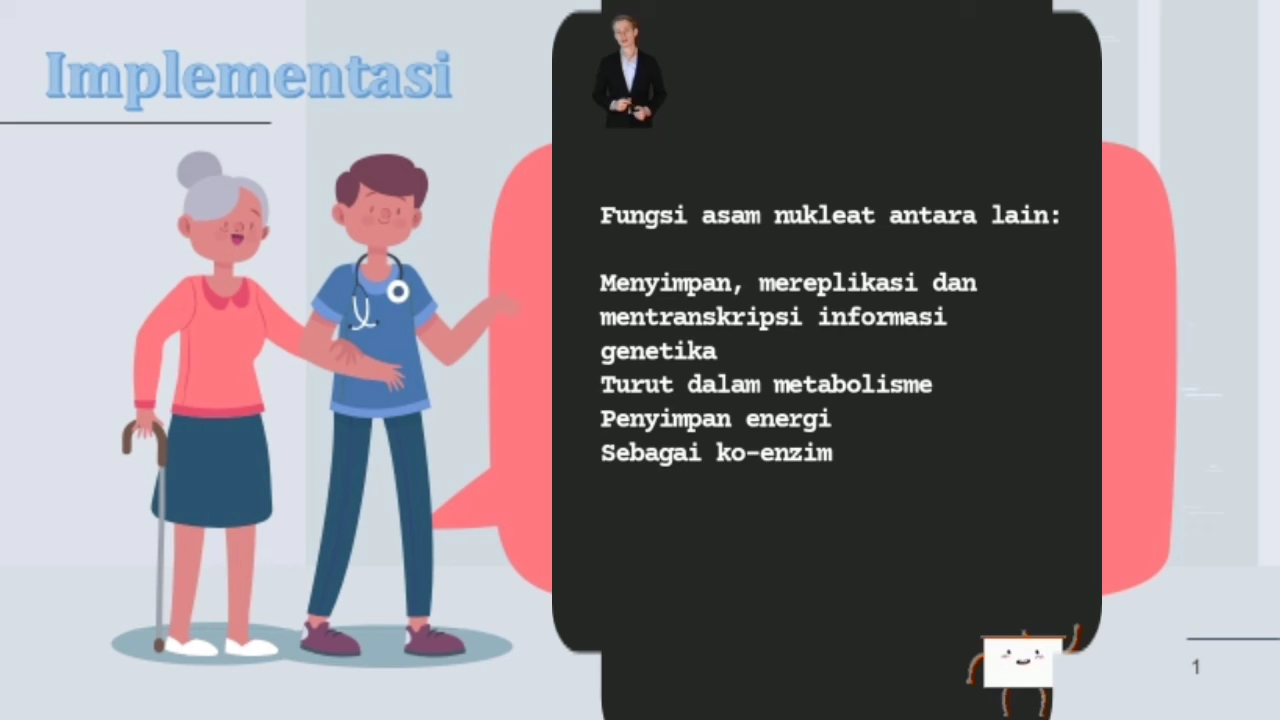 Implementasi
Fungsi asam nukleat antara lain:
Menyimpan, mereplikasi dan
mentranskripsi informasi
genetika
Turut dalam metabolisme
Penyimpan energi
Sebagai ko-enzim
1